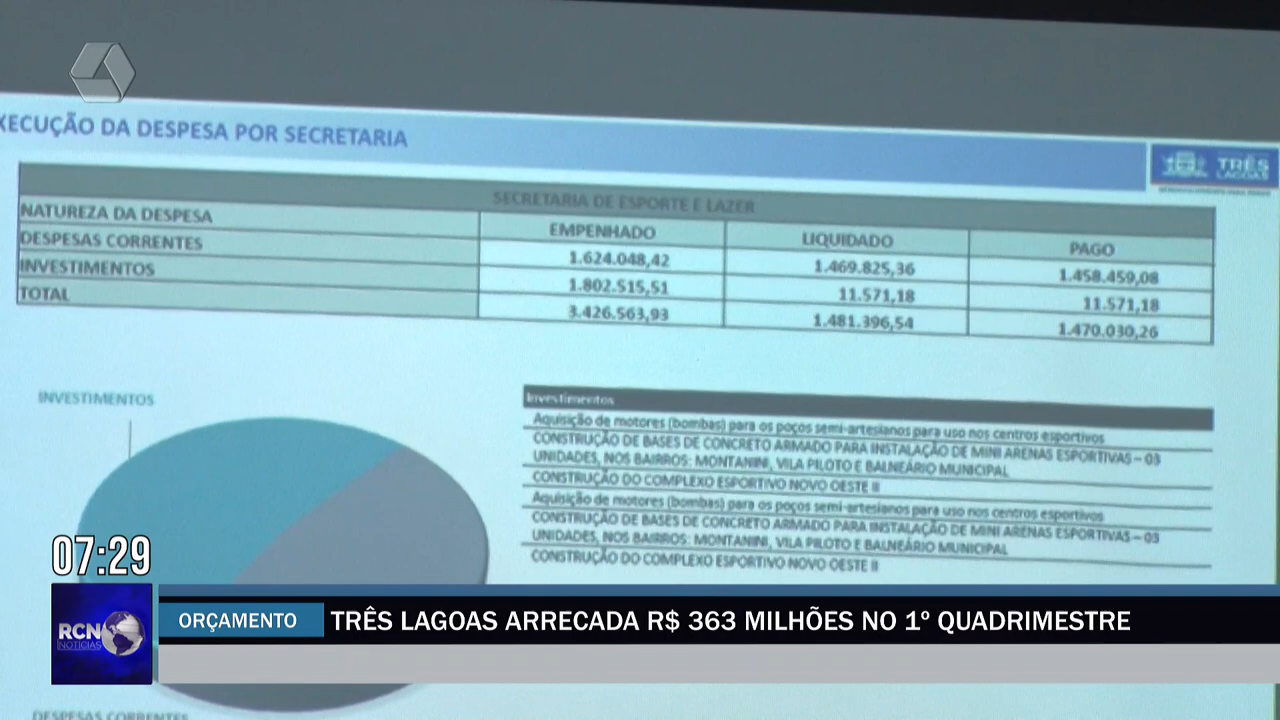 XECUÇÃO DA DESPESA POR SECRETARIA
TRÊS
LAGOAS
SECRETARIA DE ESPORTE E LAZER
NATUREZA DA DESPESA EMPENHADO LIQUIDADO PAGO
DESPESAS CORRENTES 1.624.048,42 1.469.825,36 1.458.459,08
INVESTIMENTOS 1.802.515,51 11.571,18 11.571,18
TOTAL 3.426.563,93 1.481.396,54 1.470.030,26
INVESTIMENTOS
Investimentos
Aquisição de motores (bombas) para os poços semi-artesianos para uso nos centros esportivos
CONSTRUÇÃO DE BASES DE CONCRETO ARMADO PARA INSTALAÇÃO DE MINI ARENAS ESPORTIVAS – 03
UNIDADES, NOS BAIRROS: MONTANINI, VILA PILOTO E BALNEÁRIO MUNICIPAL
CONSTRUÇÃO DO COMPLEXO ESPORTIVO NOVO OESTE II
Aquisição de motores (bombas) para os poços semi-artesianos para uso nos centros esportivos
CONSTRUÇÃO DE BASES DE CONCRETO ARMADO PARA INSTALAÇÃO DE MINI ARENAS ESPORTIVAS – 03
UNIDADES, NOS BAIRROS: MONTANINI, VILA PILOTO E BALNEÁRIO MUNICIPAL
CONSTRUÇÃO DO COMPLEXO ESPORTIVO NOVO OESTE II
07:29
RCN
NOTÍCIAS
ORÇAMENTO
TRÊS LAGOAS ARRECADA R$ 363 MILHÕES NO 1º QUADRIMESTRE
DESPESAS CORRENTES